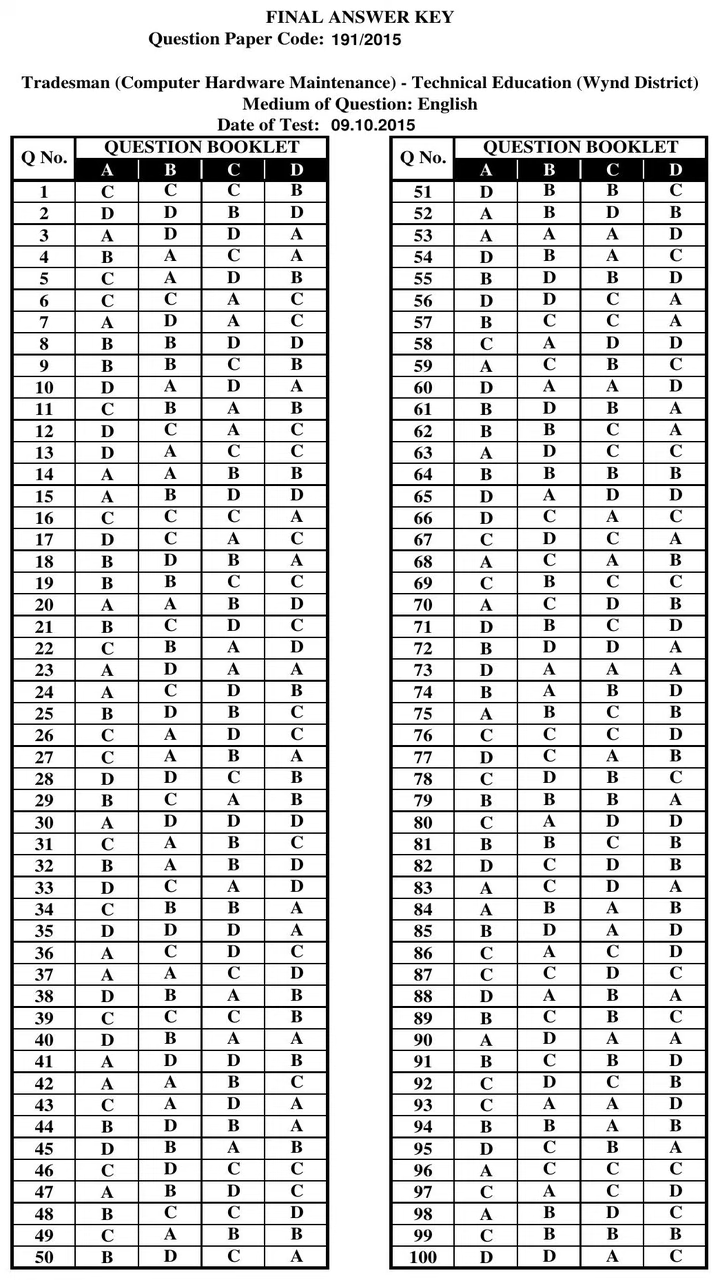 FINAL ANSWER KEY
Question Paper Code: 191/2015
Tradesman (Computer Hardware Maintenance) - Technical Education (Wynd District)
Medium of Question: English
Date of Test: 09.10.2015
Q No. QUESTION BOOKLET
A B C D
1 C C C B
2 D D B D
3 A D D A
4 B A C A
5 C A D B
6 C C A C
7 A D A C
8 B B D D
9 B B C B
10 D A D A
11 C B A B
12 D C A C
13 D A C C
14 A A B B
15 A B D D
16 C C C A
17 D C A C
18 B D B A
19 B B C C
20 A A B D
21 B C D C
22 C B A D
23 A D A A
24 A C D B
25 B D B C
26 C A D C
27 C A B A
28 D D C B
29 B C A B
30 A D D D
31 C A B C
32 B A B D
33 D C A D
34 C B B A
35 D D D A
36 A C D C
37 A A C D
38 D B A B
39 C C C B
40 D B A A
41 A D D B
42 A A B C
43 C A D A
44 B D B A
45 D B A B
46 C D C C
47 A B D C
48 B C C D
49 C A B B
50 B D C A
Q No. QUESTION BOOKLET
A B C D
51 D B B C
52 A B D B
53 A A A D
54 D B A C
55 B D B D
56 D D C A
57 B C C A
58 C A D D
59 A C B C
60 D A A D
61 B D B A
62 B B C A
63 A D C C
64 B B B B
65 D A D D
66 D C A C
67 C D C A
68 A C A B
69 C B C C
70 A C D B
71 D B C D
72 B D D A
73 D A A A
74 B A B D
75 A B C B
76 C C C D
77 D C A B
78 C D B C
79 B B B A
80 C A D D
81 B B C B
82 D C D B
83 A C D A
84 A B A B
85 B D A D
86 C A C D
87 C C D C
88 D A B A
89 B C B C
90 A D A A
91 B C B D
92 C D C B
93 C A A D
94 B B A B
95 D C B A
96 A C C C
97 C A C D
98 A B D C
99 C B B B
100 D D A C